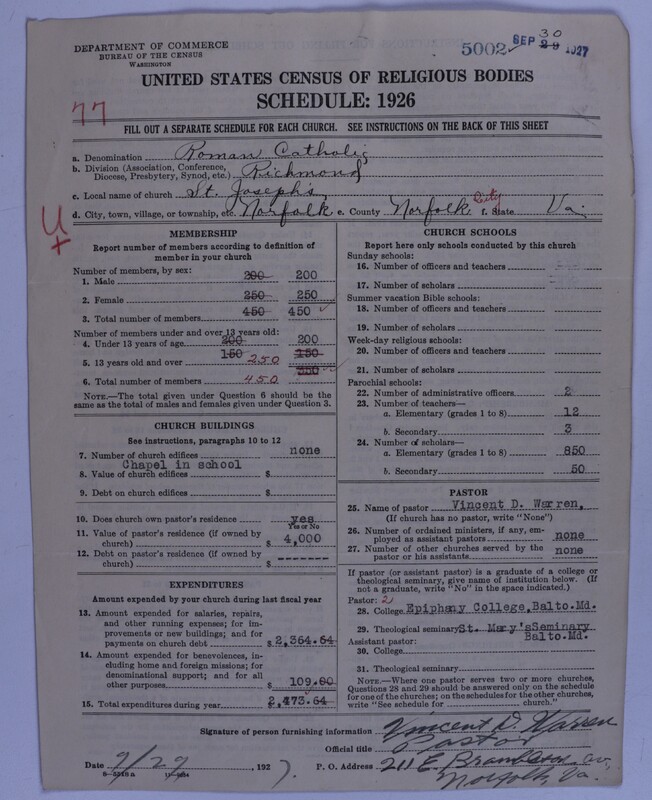 DEPARTMENT OF COMMERCE
BUREAU OF THE CENSUS
WASHINGTON
5002 ✓ SEP 29 30 1927
UNITED STATES CENSUS OF RELIGIOUS BODIES
SCHEDULE: 1926
77
FILL OUT A SEPARATE SCHEDULE FOR EACH CHURCH. SEE INSTRUCTIONS ON THE BACK OF THIS SHEET
a. Denomination Roman Catholic
b. Division (Association, Conference,
Diocese, Presbytery, Synod, etc.) Richmond
c. Local name of church St. Joseph's
d. City, town, village, or township, etc. Norfolk e. County Norfolk City f. State Va.
U
+
MEMBERSHIP
Report number of members according to definition of
member in your church
Number of members, by sex:
1. Male 200 200
2. Female 250 250
3. Total number of members 450 450 ✓
Number of members under and over 13 years old:
4. Under 13 years of age 200 200
5. 13 years old and over 150 250 150
6. Total number of members 450 350
NOTE.—The total given under Question 6 should be the
same as the total of males and females given under Question 3.
CHURCH BUILDINGS
See instructions, paragraphs 10 to 12
7. Number of church edifices none
Chapel in school
8. Value of church edifices $
9. Debt on church edifices $
10. Does church own pastor's residence yes
Yes or No
11. Value of pastor's residence (if owned by
church) $ 4,000
12. Debt on pastor's residence (if owned by
church) $ -------
EXPENDITURES
Amount expended by your church during last fiscal year
13. Amount expended for salaries, repairs,
and other running expenses; for im-
provements or new buildings; and for
payments on church debt $ 2,364.64
14. Amount expended for benevolences, in-
cluding home and foreign missions; for
denominational support; and for all
other purposes $ 109.00
15. Total expenditures during year 2,473.64
CHURCH SCHOOLS
Report here only schools conducted by this church
Sunday schools:
16. Number of officers and teachers
17. Number of scholars
Summer vacation Bible schools:
18. Number of officers and teachers
19. Number of scholars
Week-day religious schools:
20. Number of officers and teachers
21. Number of scholars
Parochial schools:
22. Number of administrative officers 2
23. Number of teachers—
a. Elementary (grades 1 to 8) 12
b. Secondary 3
24. Number of scholars—
a. Elementary (grades 1 to 8) 350
b. Secondary 50
PASTOR
25. Name of pastor Vincent D. Warren,
(If church has no pastor, write "None")
26. Number of ordained ministers, if any, em-
ployed as assistant pastors none
27. Number of other churches served by the
pastor or his assistants none
If pastor (or assistant pastor) is a graduate of a college or
theological seminary, give name of institution below. (If
not a graduate, write "No" in the space indicated.)
Pastor: 2
28. College Epiphany College, Balto.Md.
29. Theological seminary St. Mary's Seminary
Balto.Md.
Assistant pastor:
30. College
31. Theological seminary
NOTE.—Where one pastor serves two or more churches,
Questions 28 and 29 should be answered only on the schedule
for one of the churches; on the schedules for the other churches,
write "See schedule for church."
Signature of person furnishing information Vincent D. Warren
Official title Pastor
Date 9/29, 1927. P. O. Address 211 E. Brambleton av,
Norfolk, Va.